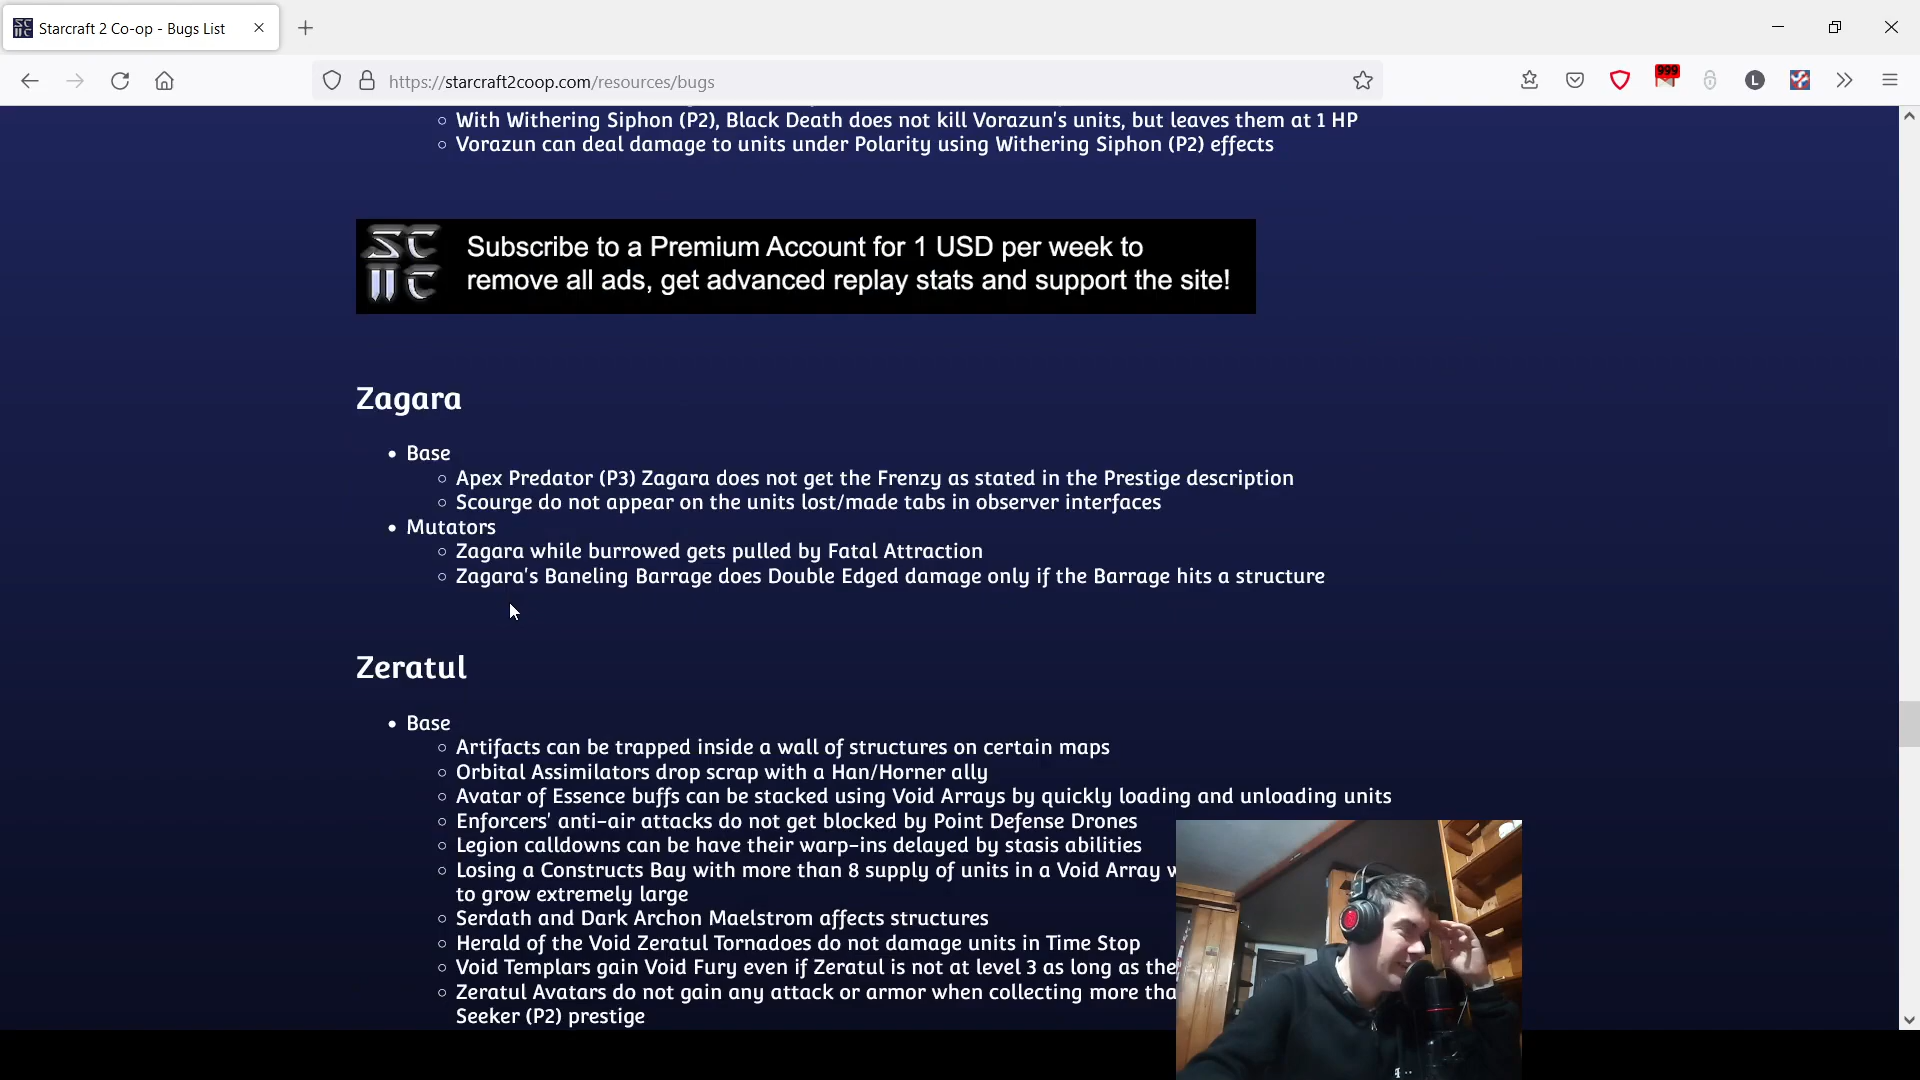 Starcraft 2 Co-op - Bugs List
https://starcraft2coop.com/resources/bugs
999
L
With Withering Siphon (P2), Black Death does not kill Vorazun's units, but leaves them at 1 HP
Vorazun can deal damage to units under Polarity using Withering Siphon (P2) effects
SC
IIC
Subscribe to a Premium Account for 1 USD per week to
remove all ads, get advanced replay stats and support the site!
Zagara
Base
Apex Predator (P3) Zagara does not get the Frenzy as stated in the Prestige description
Scourge do not appear on the units lost/made tabs in observer interfaces
Mutators
Zagara while burrowed gets pulled by Fatal Attraction
Zagara's Baneling Barrage does Double Edged damage only if the Barrage hits a structure
Zeratul
Base
Artifacts can be trapped inside a wall of structures on certain maps
Orbital Assimilators drop scrap with a Han/Horner ally
Avatar of Essence buffs can be stacked using Void Arrays by quickly loading and unloading units
Enforcers' anti-air attacks do not get blocked by Point Defense Drones
Legion calldowns can be have their warp-ins delayed by stasis abilities
Losing a Constructs Bay with more than 8 supply of units in a Void Array
to grow extremely large
Serdath and Dark Archon Maelstrom affects structures
Herald of the Void Zeratul Tornadoes do not damage units in Time Stop
Void Templars gain Void Fury even if Zeratul is not at level 3 as long as the
Zeratul Avatars do not gain any attack or armor when collecting more
Seeker (P2) prestige